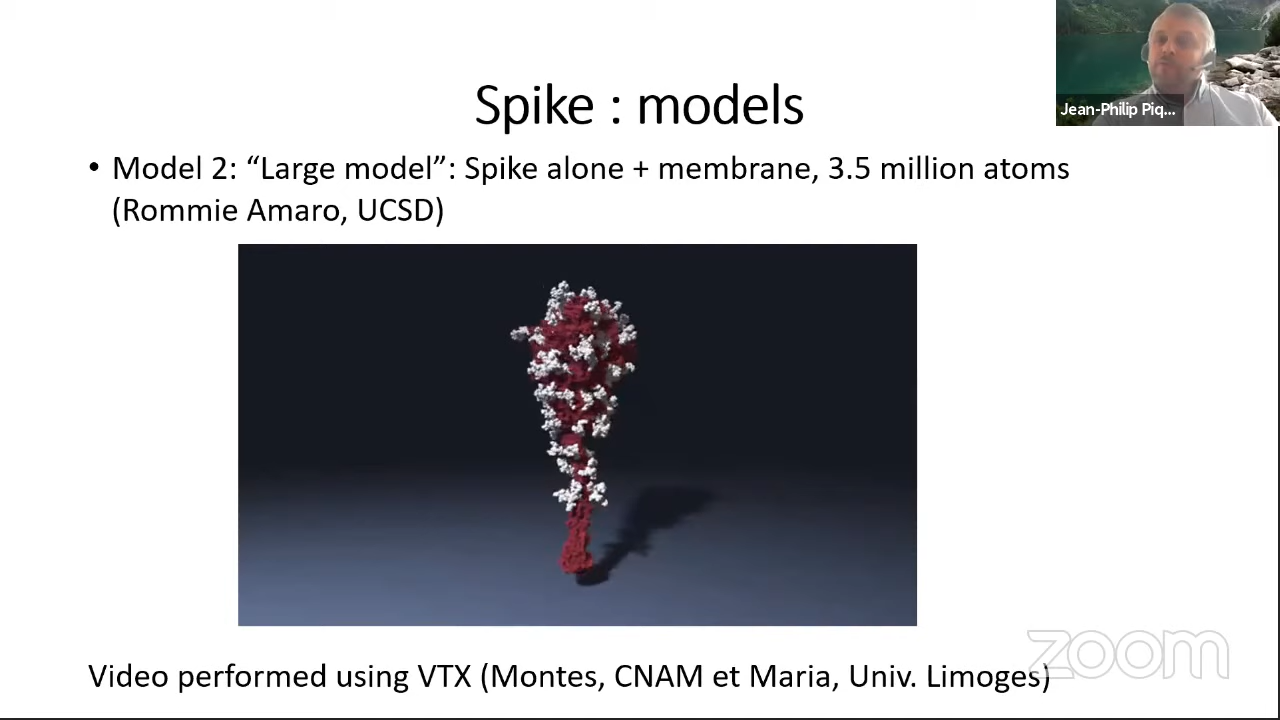 Jean-Philip Piq...
Spike : models
• Model 2: “Large model”: Spike alone + membrane, 3.5 million atoms
(Rommie Amaro, UCSD)
zoom
Video performed using VTX (Montes, CNAM et Maria, Univ. Limoges)